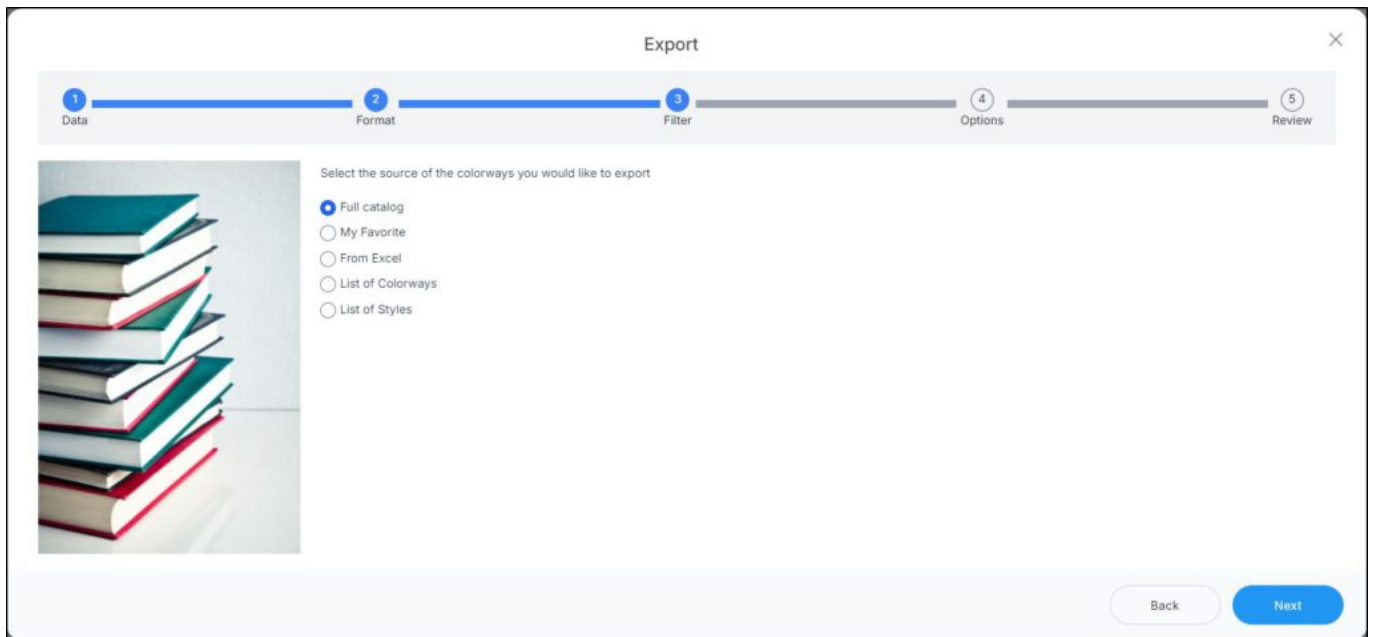 Export
1 2 3 4 5
Data Format Filter Options Review
Select the source of the colorways you would like to export
Full catalog
My Favorite
From Excel
List of Colorways
List of Styles
Back Next